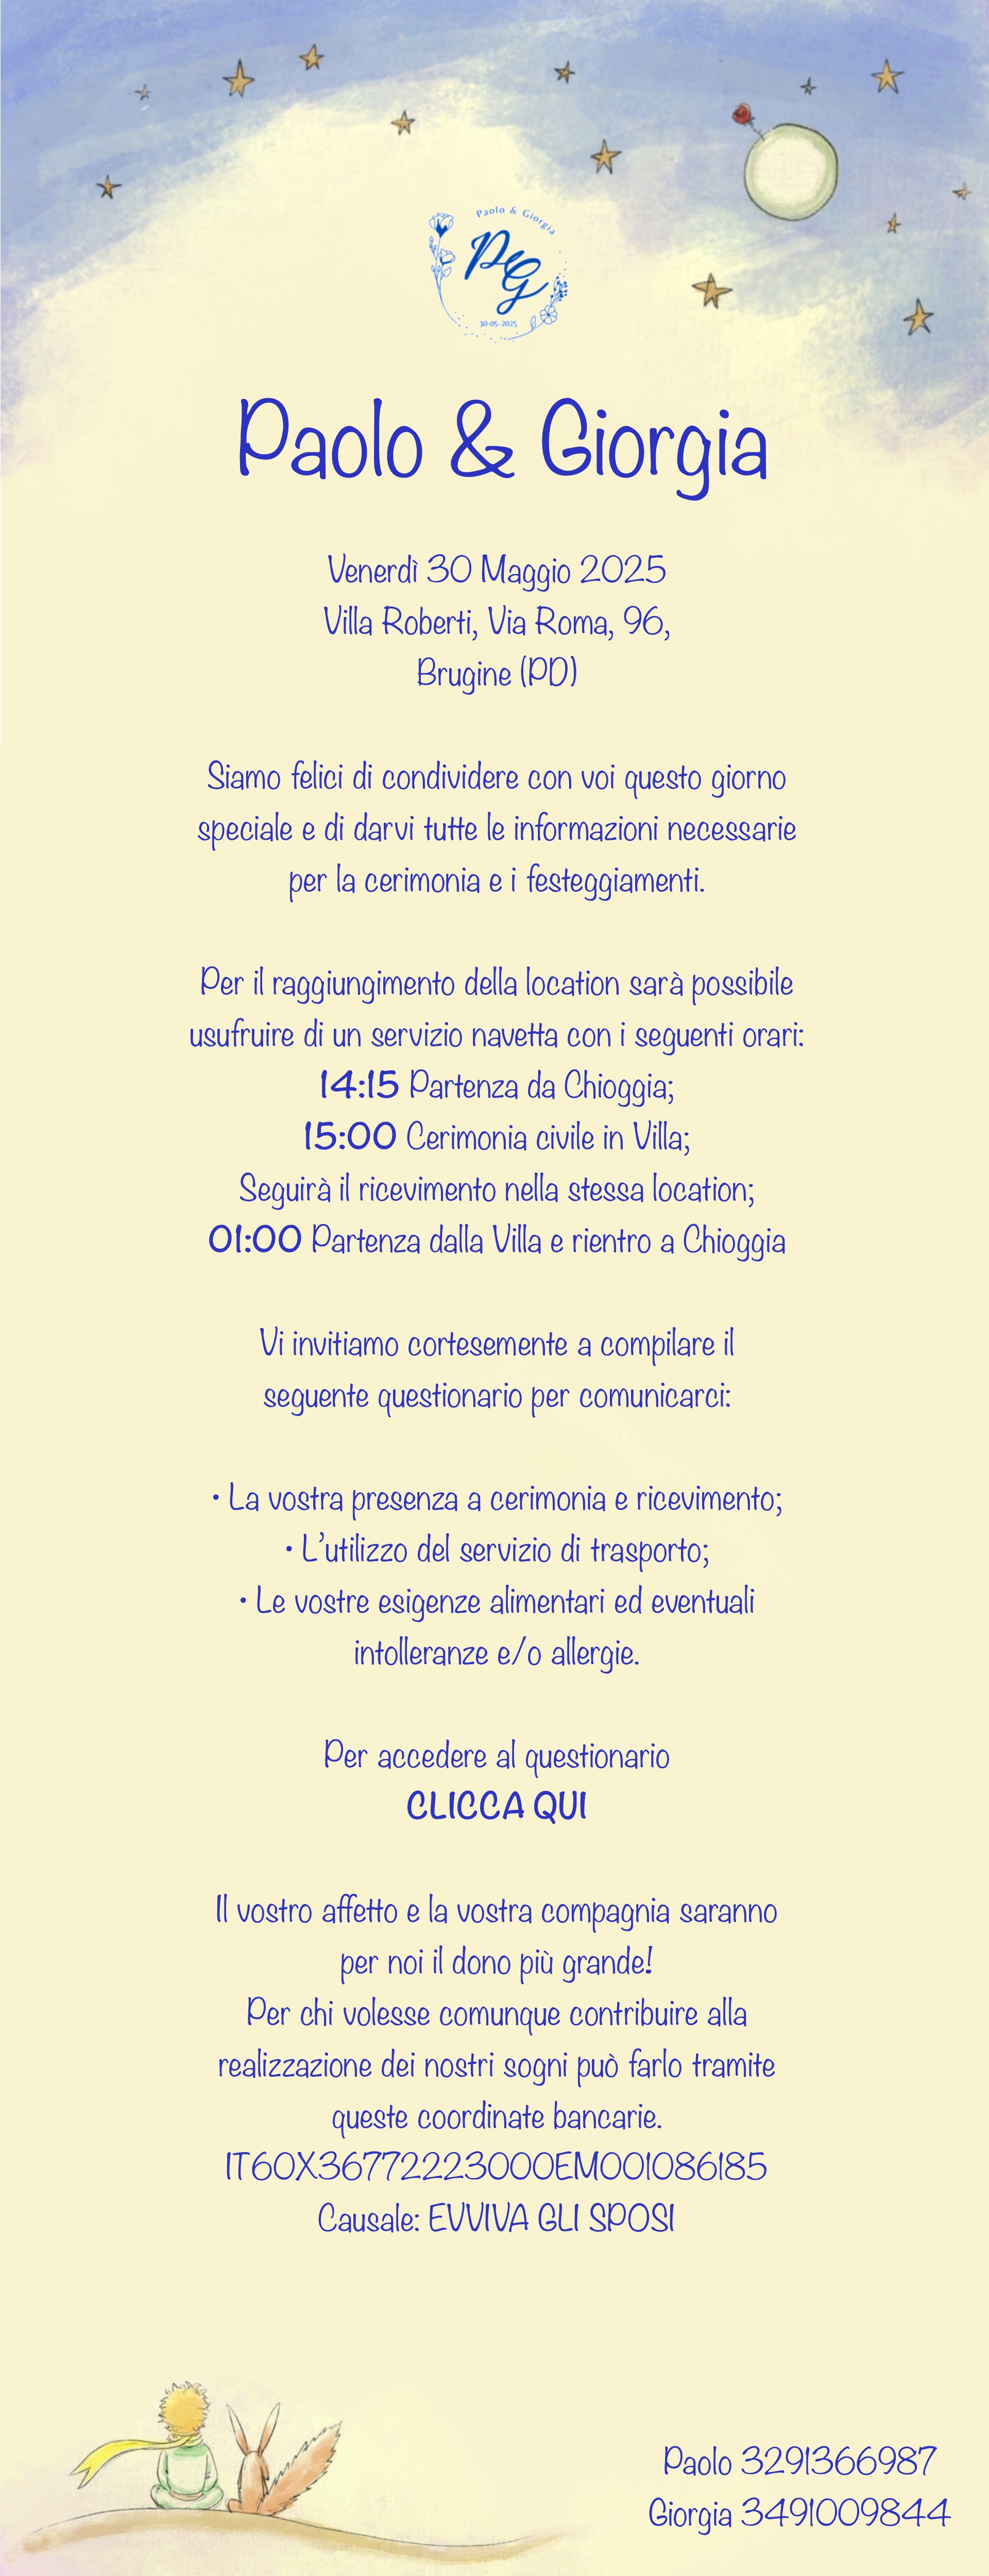 Paolo & Giorgia
PG
30-05-2025
Paolo & Giorgia
Venerdì 30 Maggio 2025
Villa Roberti, Via Roma, 96,
Brugine (PD)
Siamo felici di condividere con voi questo giorno
speciale e di darvi tutte le informazioni necessarie
per la cerimonia e i festeggiamenti.
Per il raggiungimento della location sarà possibile
usufruire di un servizio navetta con i seguenti orari:
14:15 Partenza da Chioggia;
15:00 Cerimonia civile in Villa;
Seguirà il ricevimento nella stessa location;
01:00 Partenza dalla Villa e rientro a Chioggia
Vi invitiamo cortesemente a compilare il
seguente questionario per comunicarci:
• La vostra presenza a cerimonia e ricevimento;
• L'utilizzo del servizio di trasporto;
• Le vostre esigenze alimentari ed eventuali
intolleranze e/o allergie.
Per accedere al questionario
CLICCA QUI
Il vostro affetto e la vostra compagnia saranno
per noi il dono più grande!
Per chi volesse comunque contribuire alla
realizzazione dei nostri sogni può farlo tramite
queste coordinate bancarie.
IT60X36772223000EM001086185
Causale: EVVIVA GLI SPOSI
Paolo 3291366987
Giorgia 3491009844